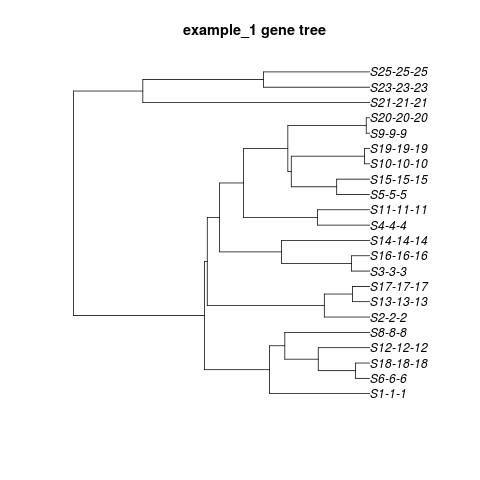 example_1 gene tree
S25-25-25
S23-23-23
S21-21-21
S20-20-20
S9-9-9
S19-19-19
S10-10-10
S15-15-15
S5-5-5
S11-11-11
S4-4-4
S14-14-14
S16-16-16
S3-3-3
S17-17-17
S13-13-13
S2-2-2
S8-8-8
S12-12-12
S18-18-18
S6-6-6
S1-1-1